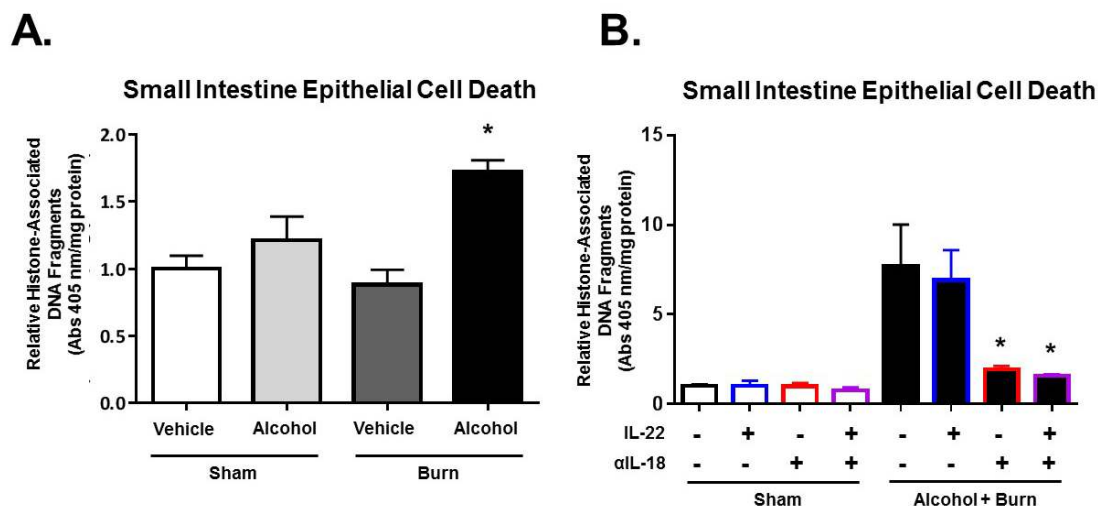 A.
Small Intestine Epithelial Cell Death
Relative Histone-Associated
DNA Fragments
(Abs 405 nm/mg protein)
2.0
1.5
1.0
0.5
0.0
*
Vehicle Alcohol Vehicle Alcohol
Sham Burn
B.
Small Intestine Epithelial Cell Death
Relative Histone-Associated
DNA Fragments
(Abs 405 nm/mg protein)
15
10
5
0
* *
IL-22 - + - + - + - +
αIL-18 - - + + - - + +
Sham Alcohol + Burn